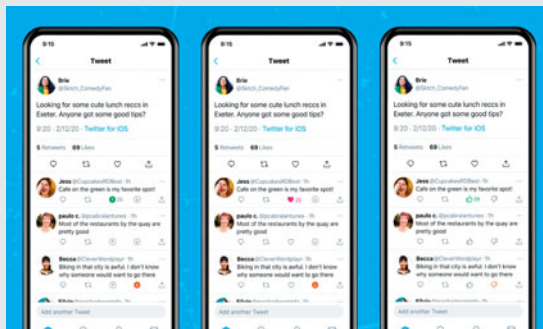 9:15
Tweet
Brie
@Sktch_ComedyFan
Looking for some cute lunch reccs in
Exeter. Anyone got some good tips?
9:20 · 2/12/20 · Twitter for iOS
5 Retweets 69 Likes
Jess @CupcakesRDBest · 1h
Cafe on the green is my favorite spot!
25
paulo c. @pcabralentures · 1h
Most of the restaurants by the quay are
pretty good
Becca @CleverWordplayr · 1h
Biking in that city is awful. I don't know
why someone would want to go there
Add another Tweet
9:15
Tweet
Brie
@Sktch_ComedyFan
Looking for some cute lunch reccs in
Exeter. Anyone got some good tips?
9:20 · 2/12/20 · Twitter for iOS
5 Retweets 69 Likes
Jess @CupcakesRDBest · 1h
Cafe on the green is my favorite spot!
25
paulo c. @pcabralentures · 1h
Most of the restaurants by the quay are
pretty good
Becca @CleverWordplayr · 1h
Biking in that city is awful. I don't know
why someone would want to go there
Add another Tweet
9:15
Tweet
Brie
@Sktch_ComedyFan
Looking for some cute lunch reccs in
Exeter. Anyone got some good tips?
9:20 · 2/12/20 · Twitter for iOS
5 Retweets 69 Likes
Jess @CupcakesRDBest · 1h
Cafe on the green is my favorite spot!
paulo c. @pcabralentures · 1h
Most of the restaurants by the quay are
pretty good
Becca @CleverWordplayr · 1h
Biking in that city is awful. I don't know
why someone would want to go there
Add another Tweet